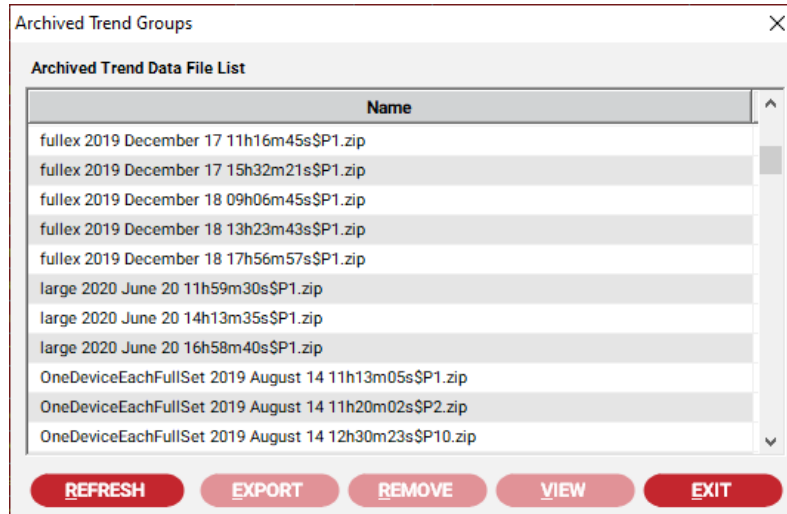 Archived Trend Groups
Archived Trend Data File List
Name
fullex 2019 December 17 11h16m45s$P1.zip
fullex 2019 December 17 15h32m21s$P1.zip
fullex 2019 December 18 09h06m45s$P1.zip
fullex 2019 December 18 13h23m43s$P1.zip
fullex 2019 December 18 17h56m57s$P1.zip
large 2020 June 20 11h59m30s$P1.zip
large 2020 June 20 14h13m35s$P1.zip
large 2020 June 20 16h58m40s$P1.zip
OneDeviceEachFullSet 2019 August 14 11h13m05s$P1.zip
OneDeviceEachFullSet 2019 August 14 11h20m02s$P2.zip
OneDeviceEachFullSet 2019 August 14 12h30m23s$P10.zip
REFRESH EXPORT REMOVE VIEW EXIT